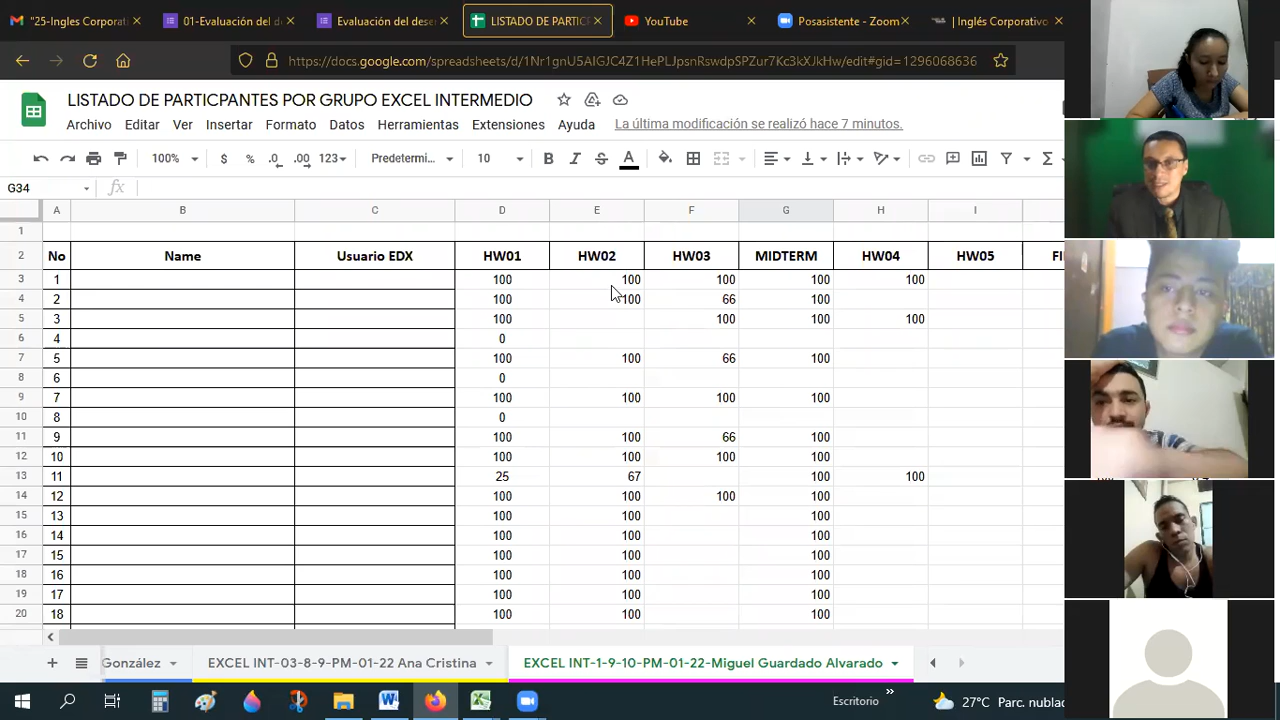 "25-Ingles Corporati
01-Evaluación del d
Evaluación del deser
LISTADO DE PARTICIP
YouTube
Posasistente - Zoom
| Inglés Corporativo
https://docs.google.com/spreadsheets/d/1Nr1gnU5AIGJC4Z1HePLJpsnRswdpSPZur7Kc3kXJkHw/edit#gid=1296068636
LISTADO DE PARTCPANTES POR GRUPO EXCEL INTERMEDIO
Archivo Editar Ver Insertar Formato Datos Herramientas Extensiones Ayuda La última modificación se realizó hace 7 minutos.
100% $ % .0 .00 123 Predetermi... 10 B I S A Σ
G34 fx
A B C D E F G H I
1
2 No Name Usuario EDX HW01 HW02 HW03 MIDTERM HW04 HW05 FI
3 1 100 100 100 100 100
4 2 100 100 66 100
5 3 100 100 100 100
6 4 0
7 5 100 100 66 100
8 6 0
9 7 100 100 100 100
10 8 0
11 9 100 100 66 100
12 10 100 100 100 100
13 11 25 67 100 100
14 12 100 100 100 100
15 13 100 100 100
16 14 100 100 100
17 15 100 100 100
18 16 100 100 100
19 17 100 100 100
20 18 100 100 100
González EXCEL INT-03-8-9-PM-01-22 Ana Cristina EXCEL INT-1-9-10-PM-01-22-Miguel Guardado Alvarado
Escritorio » 27°C Parc. nublad